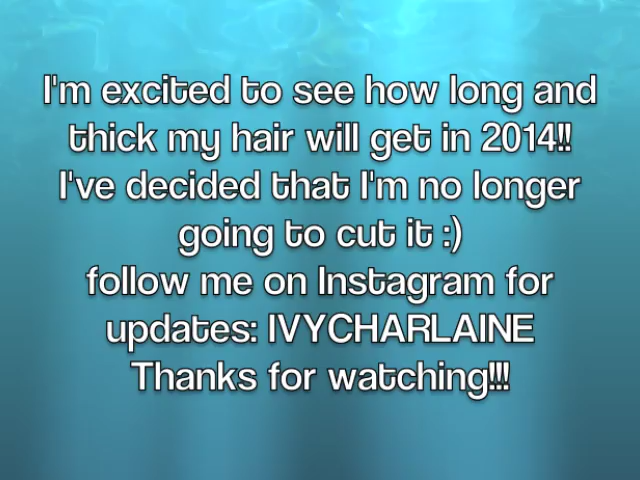 I'm excited to see how long and
thick my hair will get in 2014!!
I've decided that I'm no longer
going to cut it :)
follow me on Instagram for
updates: IVYCHARLAINE
Thanks for watching!!!